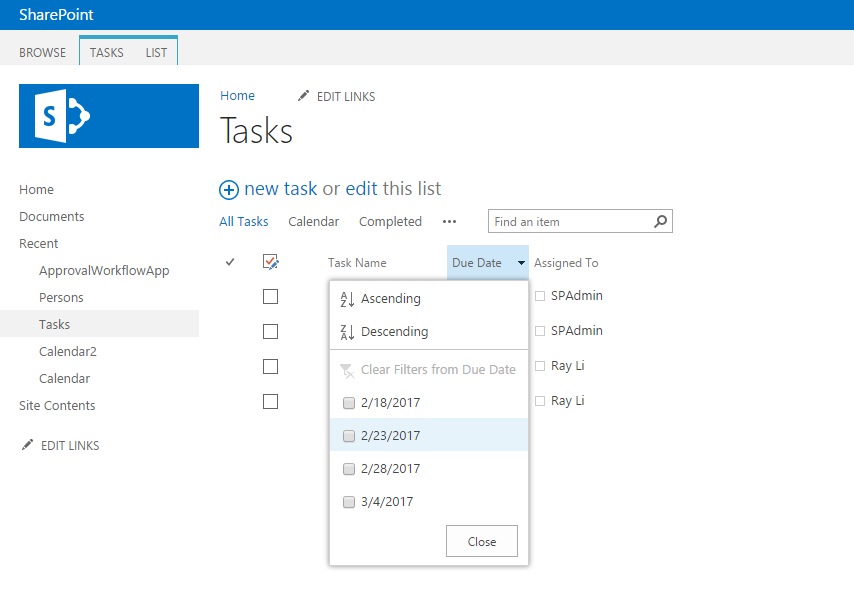 SharePoint
BROWSE TASKS LIST
Home EDIT LINKS
Tasks
new task or edit this list
All Tasks Calendar Completed ••• Find an item
Task Name Due Date Assigned To
Home
Documents
Recent
ApprovalWorkflowApp
Persons
Tasks
Calendar2
Calendar
Site Contents
EDIT LINKS
Ascending
Descending
Clear Filters from Due Date
2/18/2017
2/23/2017
2/28/2017
3/4/2017
Close
SPAdmin
SPAdmin
Ray Li
Ray Li